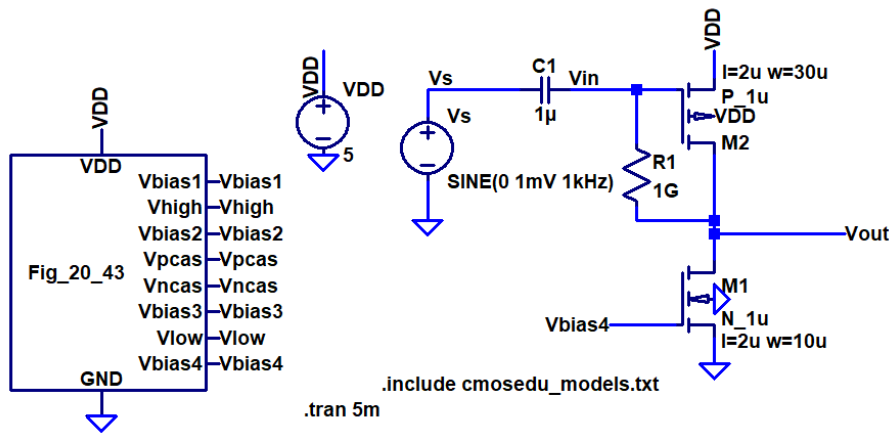 VDD
VDD
Vbias1
Vhigh
Vbias2
Vpcas
Vncas
Vbias3
Vlow
Vbias4
Fig_20_43
GND
Vbias1
Vhigh
Vbias2
Vpcas
Vncas
Vbias3
Vlow
Vbias4
VDD
VDD
5
Vs
C1
1µ
Vin
Vs
SINE(0 1mV 1kHz)
R1
1G
VDD
l=2u w=30u
P_1u
VDD
M2
Vout
M1
N_1u
l=2u w=10u
Vbias4
.include cmosedu_models.txt
.tran 5m